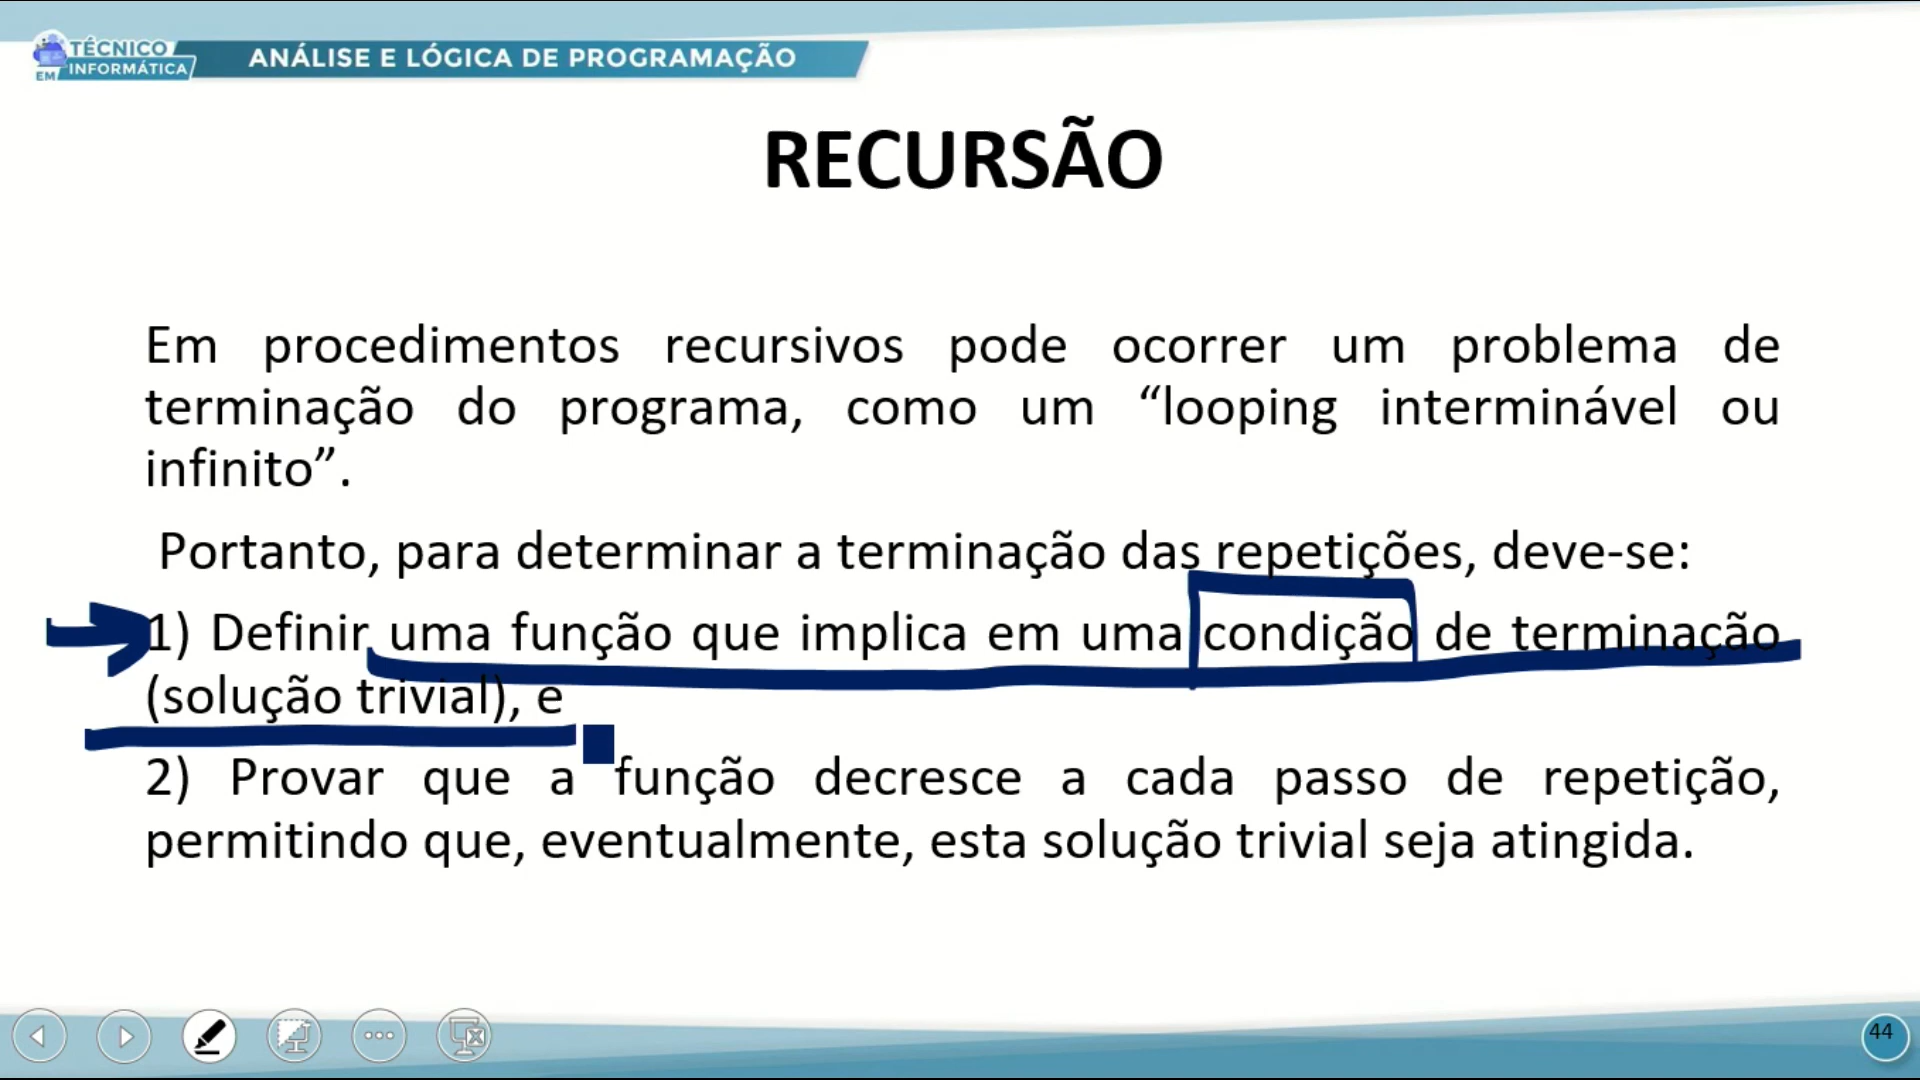 TÉCNICO
EM INFORMÁTICA
ANÁLISE E LÓGICA DE PROGRAMAÇÃO
RECURSÃO
Em procedimentos recursivos pode ocorrer um problema de
terminação do programa, como um “looping interminável ou
infinito”.
Portanto, para determinar a terminação das repetições, deve-se:
1) Definir uma função que implica em uma condição de terminação
(solução trivial), e
2) Provar que a função decresce a cada passo de repetição,
permitindo que, eventualmente, esta solução trivial seja atingida.
44